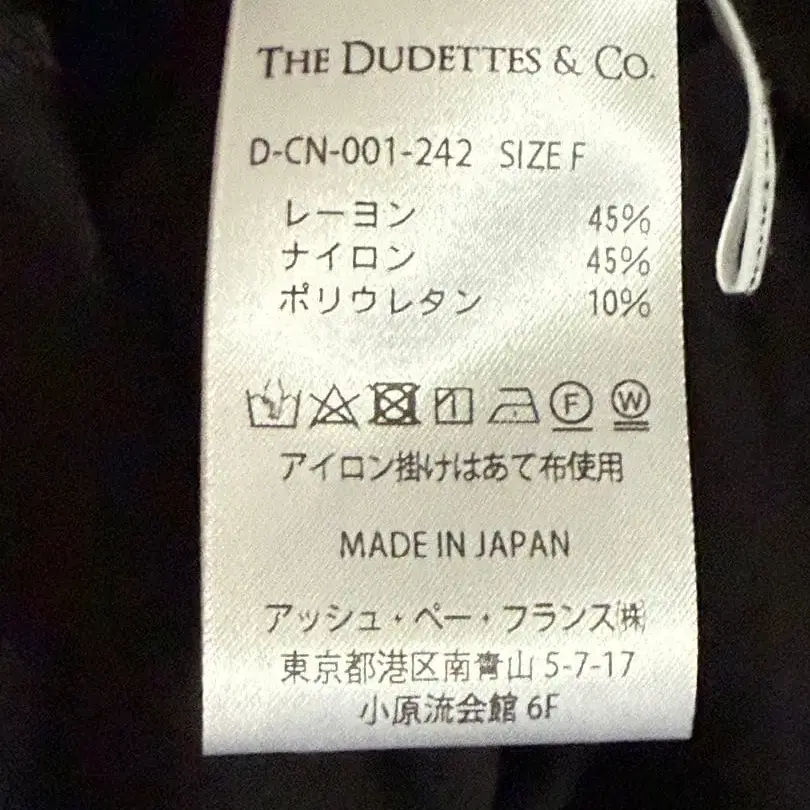 THE DUDETTES & CO.
D-CN-001-242 SIZE F
レーヨン 45%
ナイロン 45%
ポリウレタン 10%
F W
アイロン掛けはあて布使用
MADE IN JAPAN
アッシュ・ペー・フランス㈱
東京都港区南青山 5-7-17
小原流会館 6F